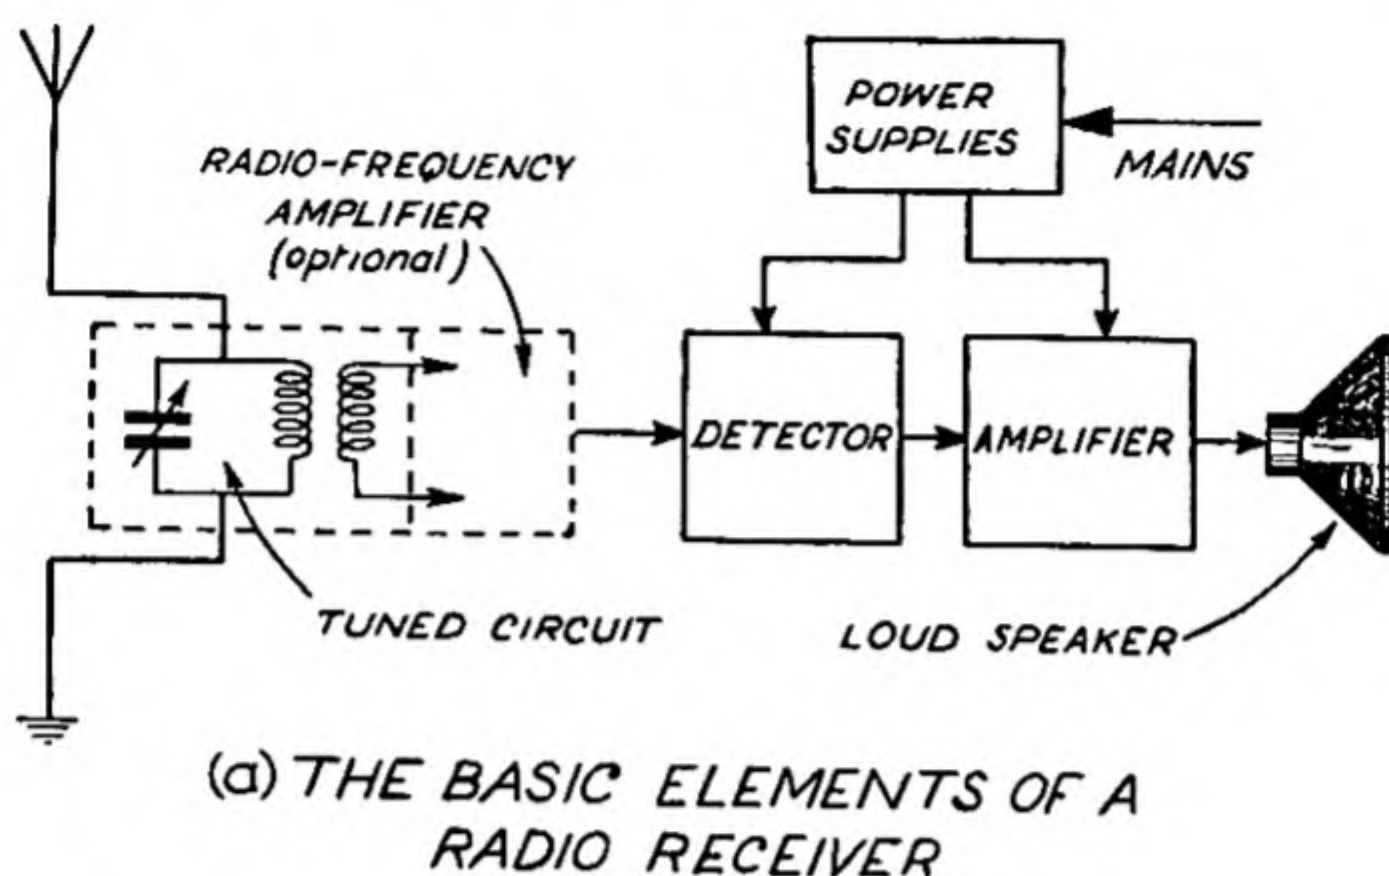 POWER
SUPPLIES
MAINS
RADIO-FREQUENCY
AMPLIFIER
(optional)
DETECTOR
AMPLIFIER
TUNED CIRCUIT
LOUD SPEAKER
(a) THE BASIC ELEMENTS OF A
RADIO RECEIVER